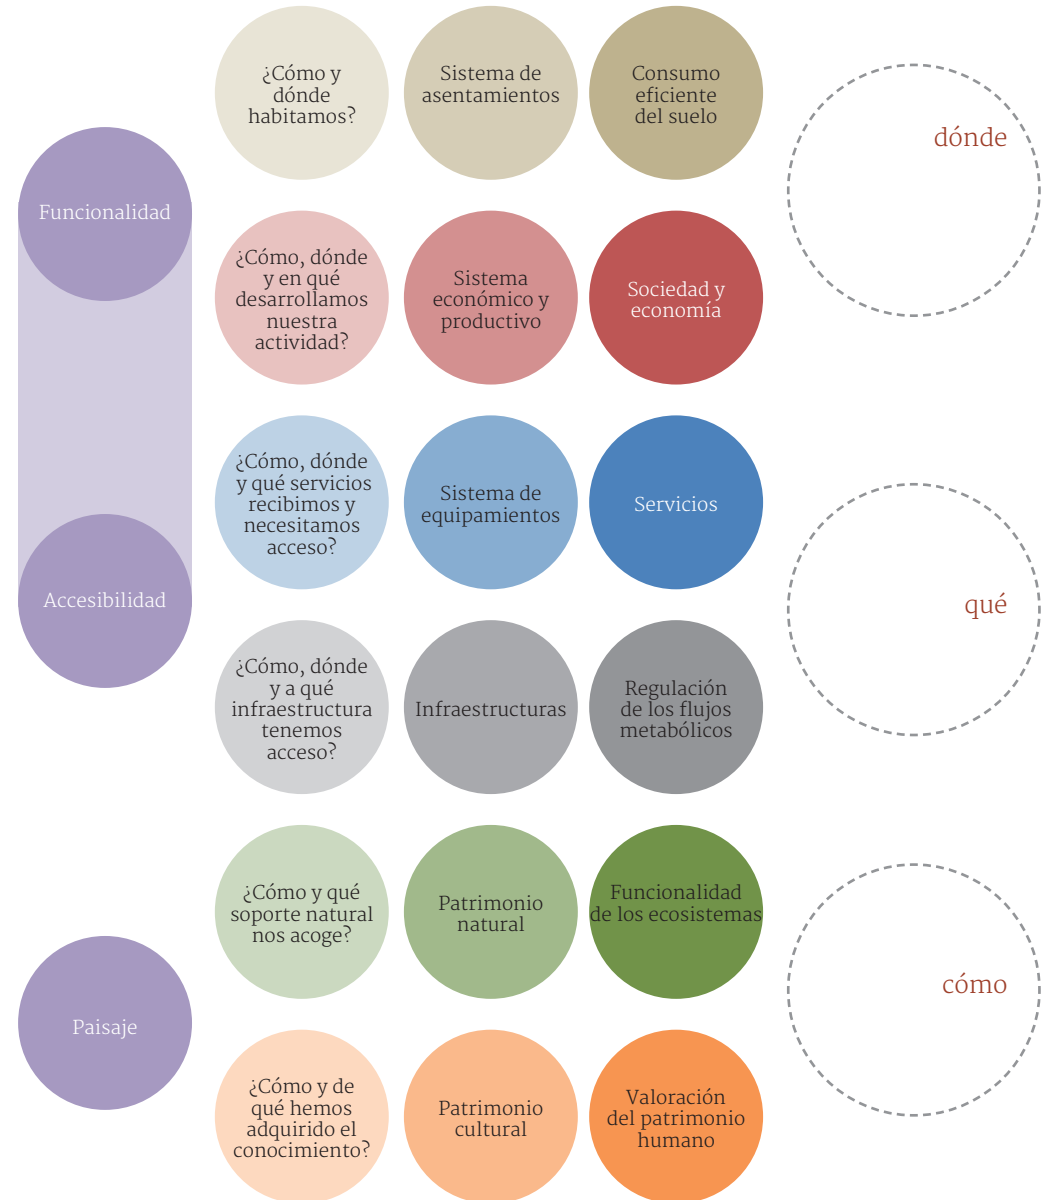 ¿Cómo y
dónde
habitamos?
Sistema de
asentamientos
Consumo
eficiente
del suelo
dónde
Funcionalidad
¿Cómo, dónde
y en qué
desarrollamos
nuestra
actividad?
Sistema
económico y
productivo
Sociedad y
economía
¿Cómo, dónde
y qué servicios
recibimos y
necesitamos
acceso?
Sistema de
equipamientos
Servicios
qué
Accesibilidad
¿Cómo, dónde
y a qué
infraestructura
tenemos
acceso?
Infraestructuras
Regulación
de los flujos
metabólicos
¿Cómo y qué
soporte natural
nos acoge?
Patrimonio
natural
Funcionalidad
de los ecosistemas
cómo
Paisaje
¿Cómo y de
qué hemos
adquirido el
conocimiento?
Patrimonio
cultural
Valoración
del patrimonio
humano